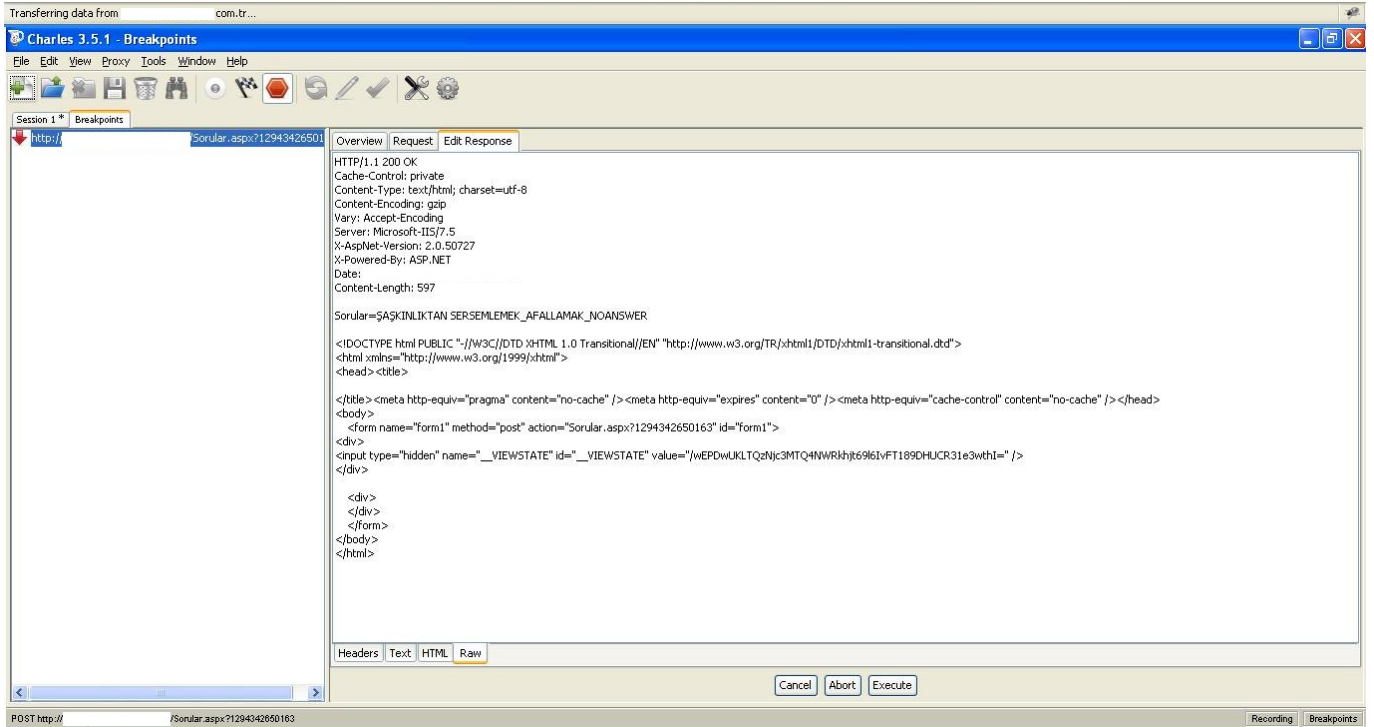 Transferring data from com.tr...
Charles 3.5.1 - Breakpoints
File Edit View Proxy Tools Window Help
Session 1 * Breakpoints
http:// /Sorular.aspx?12943426501
Overview Request Edit Response
HTTP/1.1 200 OK
Cache-Control: private
Content-Type: text/html; charset=utf-8
Content-Encoding: gzip
Vary: Accept-Encoding
Server: Microsoft-IIS/7.5
X-AspNet-Version: 2.0.50727
X-Powered-By: ASP.NET
Date:
Content-Length: 597
Sorular=ŞAŞKINLIKTAN SERSEMLEMEK_AFALLAMAK_NOANSWER
<!DOCTYPE html PUBLIC "-//W3C//DTD XHTML 1.0 Transitional//EN" "http://www.w3.org/TR/xhtml1/DTD/xhtml1-transitional.dtd">
<html xmlns="http://www.w3.org/1999/xhtml">
<head><title>
</title><meta http-equiv="pragma" content="no-cache" /><meta http-equiv="expires" content="0" /><meta http-equiv="cache-control" content="no-cache" /></head>
<body>
<form name="form1" method="post" action="Sorular.aspx?1294342650163" id="form1">
<div>
<input type="hidden" name="__VIEWSTATE" id="__VIEWSTATE" value="/wEPDwUKLTQzNjc3MTQ4NWRkhjt69l6IvFT189DHUCR31e3wthI=" />
</div>
<div>
</div>
</form>
</body>
</html>
Headers Text HTML Raw
Cancel Abort Execute
POST http:// /Sorular.aspx?1294342650163
Recording Breakpoints